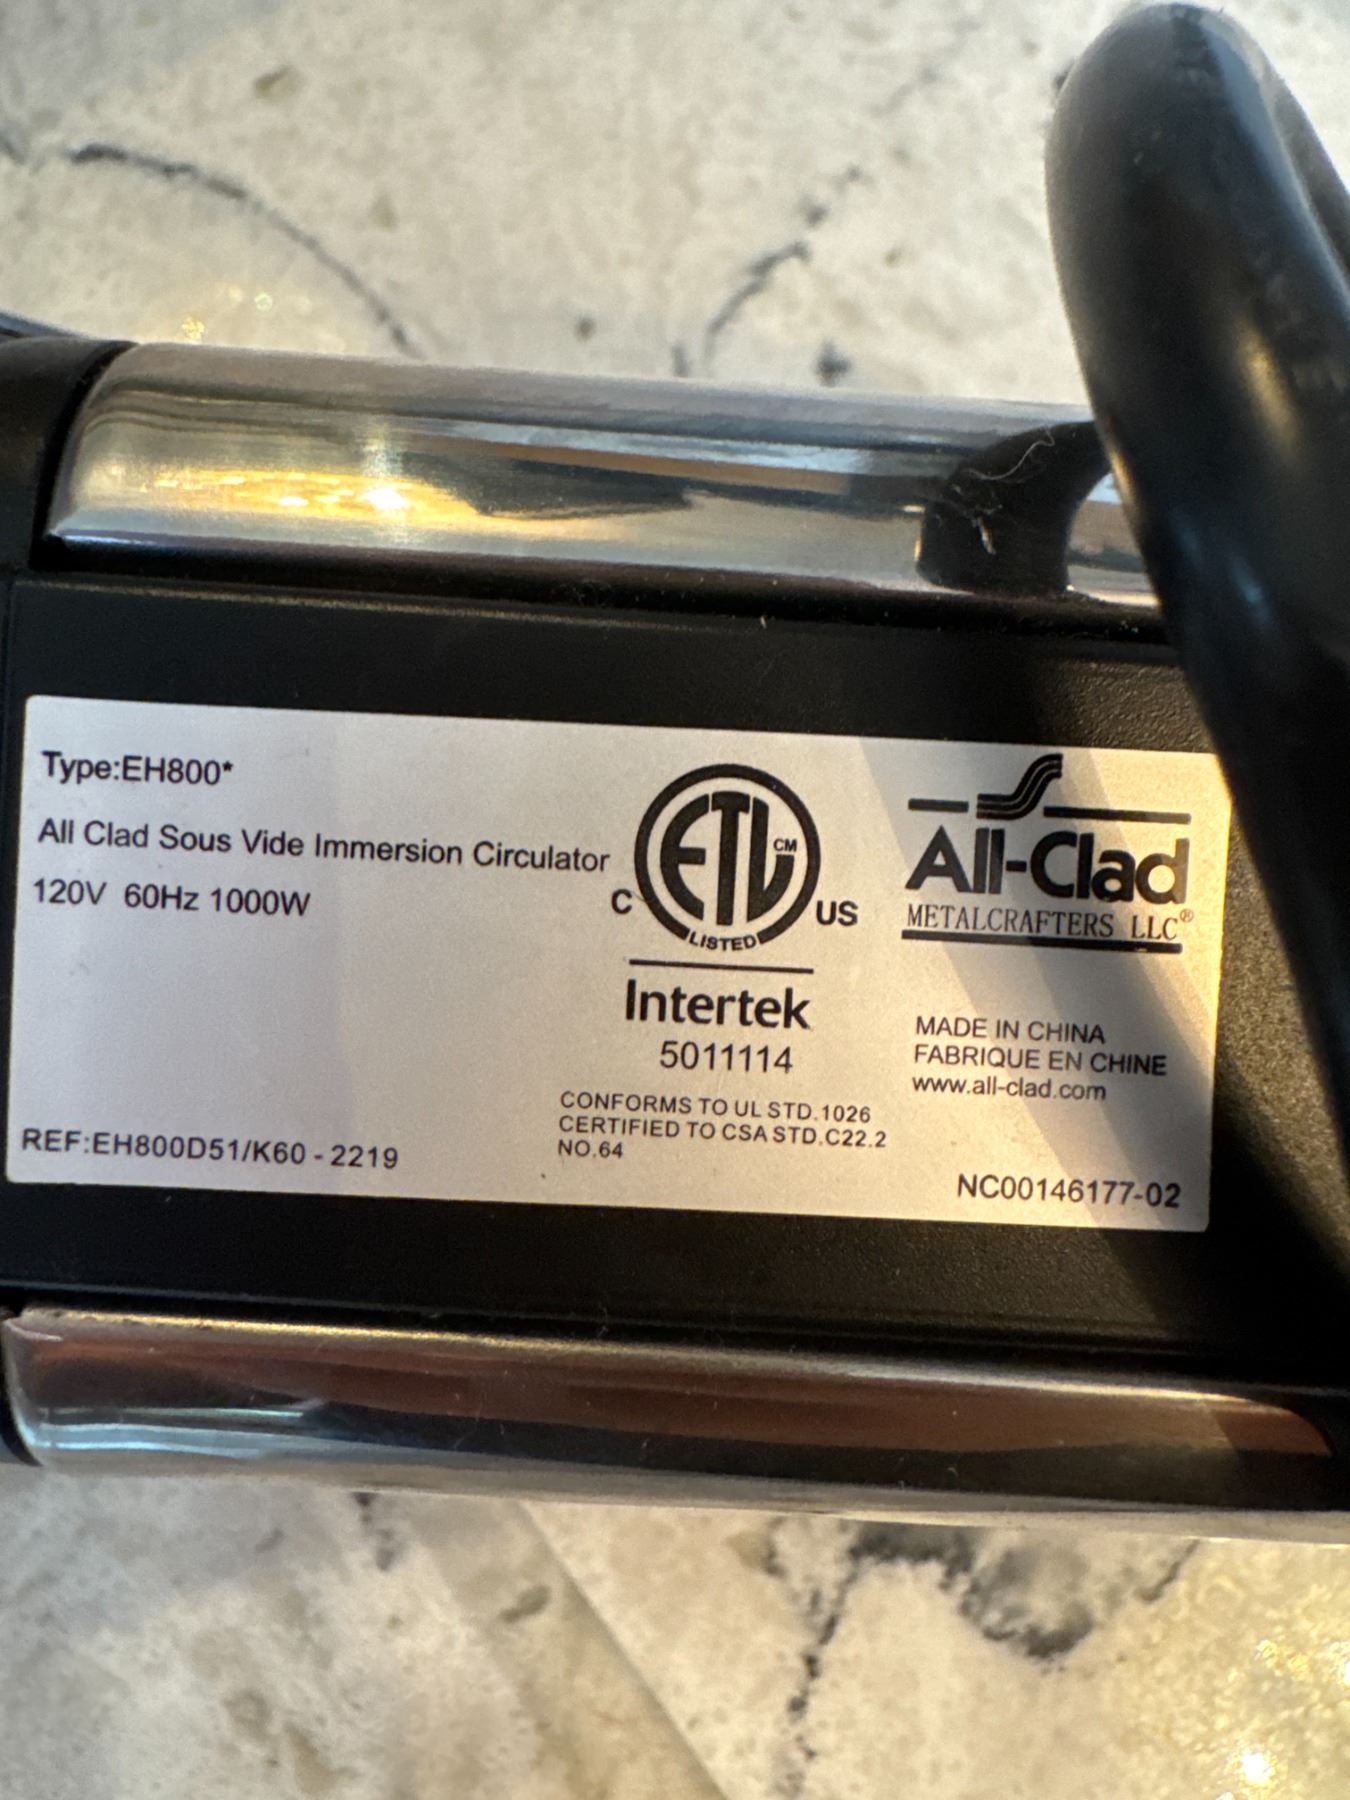 Type:EH800*
All Clad Sous Vide Immersion Circulator
120V 60Hz 1000W
REF:EH800D51/K60 - 2219
ETL CM
C US
LISTED
Intertek
5011114
CONFORMS TO UL STD.1026
CERTIFIED TO CSA STD.C22.2
NO.64
All-Clad
METALCRAFTERS LLC®
MADE IN CHINA
FABRIQUE EN CHINE
www.all-clad.com
NC00146177-02